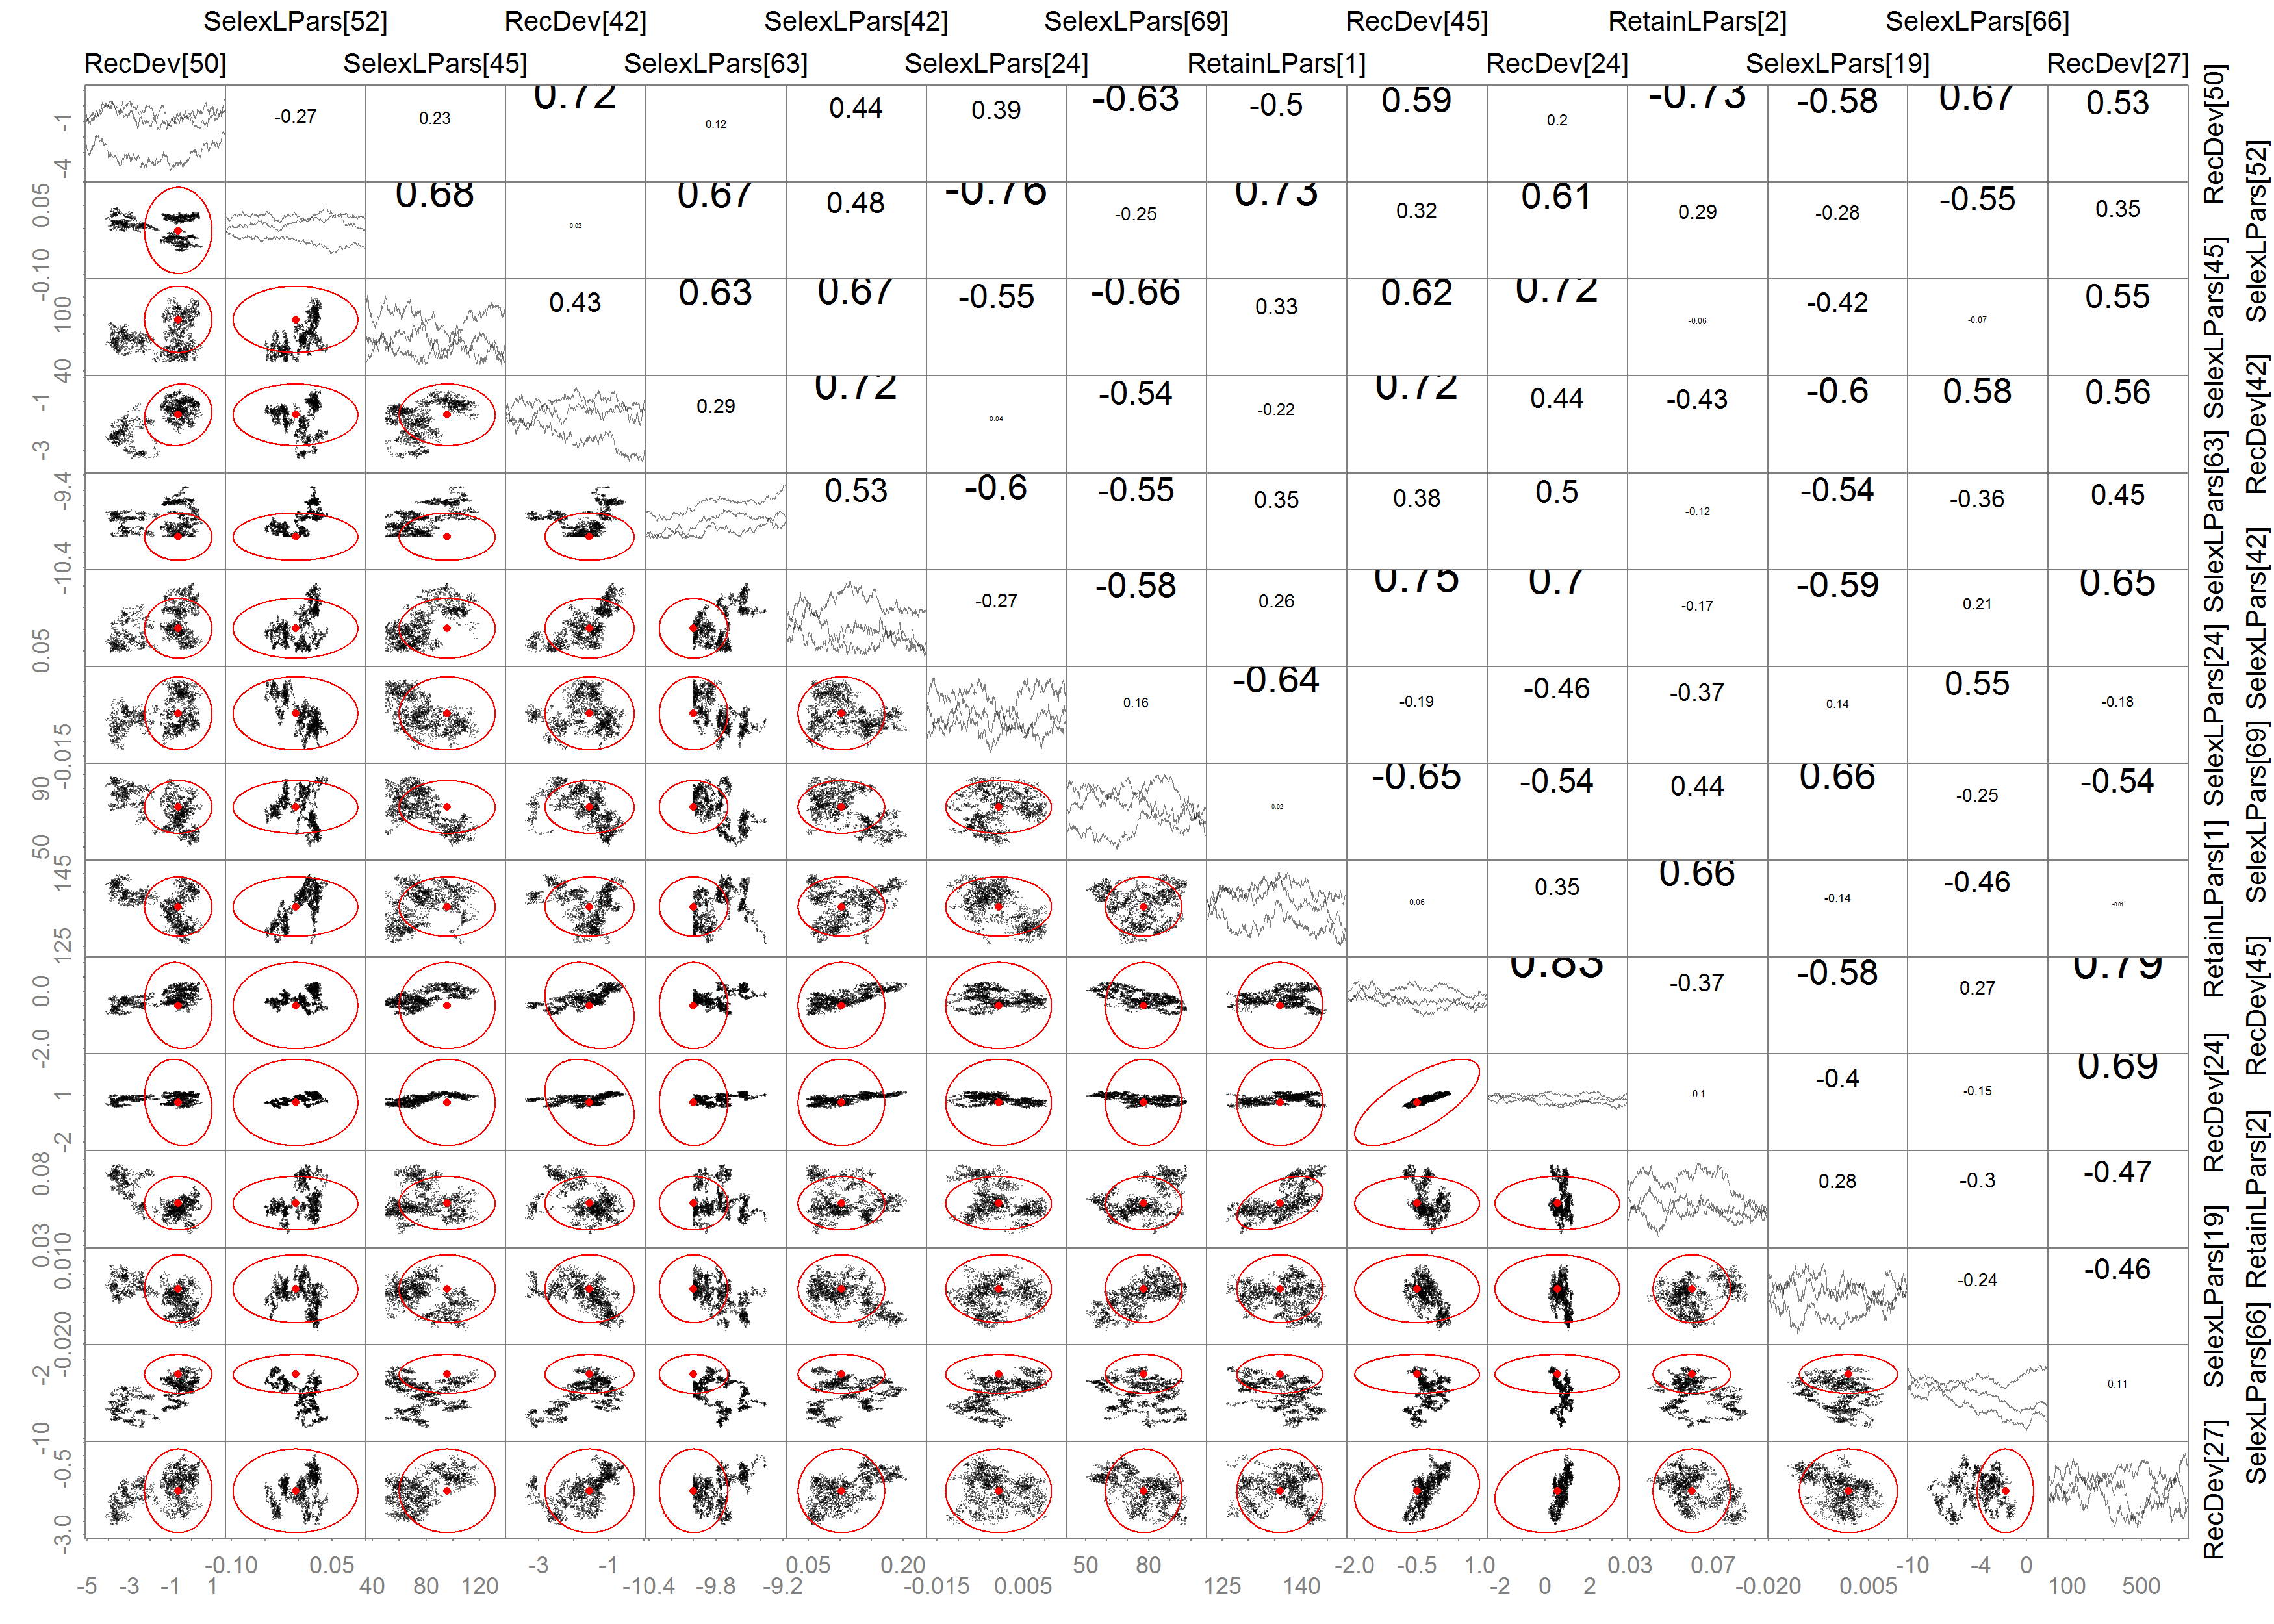 SelexLPars[52] RecDev[42] SelexLPars[42] SelexLPars[69] RecDev[45] RetainLPars[2] SelexLPars[66]
RecDev[50] SelexLPars[45] SelexLPars[63] SelexLPars[24] RetainLPars[1] RecDev[24] SelexLPars[19] RecDev[27]
-0.27 0.23 0.72 0.12 0.44 0.39 -0.63 -0.5 0.59 0.2 -0.73 -0.58 0.67 0.53
0.68 0.02 0.67 0.48 -0.76 -0.25 0.73 0.32 0.61 0.29 -0.28 -0.55 0.35
0.43 0.63 0.67 -0.55 -0.66 0.33 0.62 0.72 -0.06 -0.42 -0.07 0.55
0.29 0.72 0.04 -0.54 -0.22 0.72 0.44 -0.43 -0.6 0.58 0.56
0.53 -0.6 -0.55 0.35 0.38 0.5 -0.12 -0.54 -0.36 0.45
-0.27 -0.58 0.26 0.75 0.7 -0.17 -0.59 0.21 0.65
0.16 -0.64 -0.19 -0.46 -0.37 0.14 0.55 -0.18
-0.02 -0.65 -0.54 0.44 0.66 -0.25 -0.54
0.06 0.35 0.66 -0.14 -0.46 -0.01
0.83 -0.37 -0.58 0.27 0.79
-0.1 -0.4 -0.15 0.69
0.28 -0.3 -0.47
-0.24 -0.46
0.11
-1
-4
0.05
-0.10
100
40
-1
-3
-9.4
-10.4
0.05
-0.015
90
50
145
125
0.0
-2.0
1
-2
0.08
0.03
0.010
-0.020
-2
-10
-0.5
-3.0
-0.10 0.05 -3 -1 0.05 0.20 50 80 -2.0 -0.5 1.0 0.03 0.07 -10 -4 0
-5 -3 -1 1 40 80 120 -10.4 -9.8 -9.2 -0.015 0.005 125 140 -2 0 2 -0.020 0.005 100 500
RecDev[50]
SelexLPars[52]
SelexLPars[45]
RecDev[42]
SelexLPars[63]
SelexLPars[42]
SelexLPars[24]
SelexLPars[69]
RetainLPars[1]
RecDev[45]
RecDev[24]
RetainLPars[2]
SelexLPars[19]
SelexLPars[66]
RecDev[27]